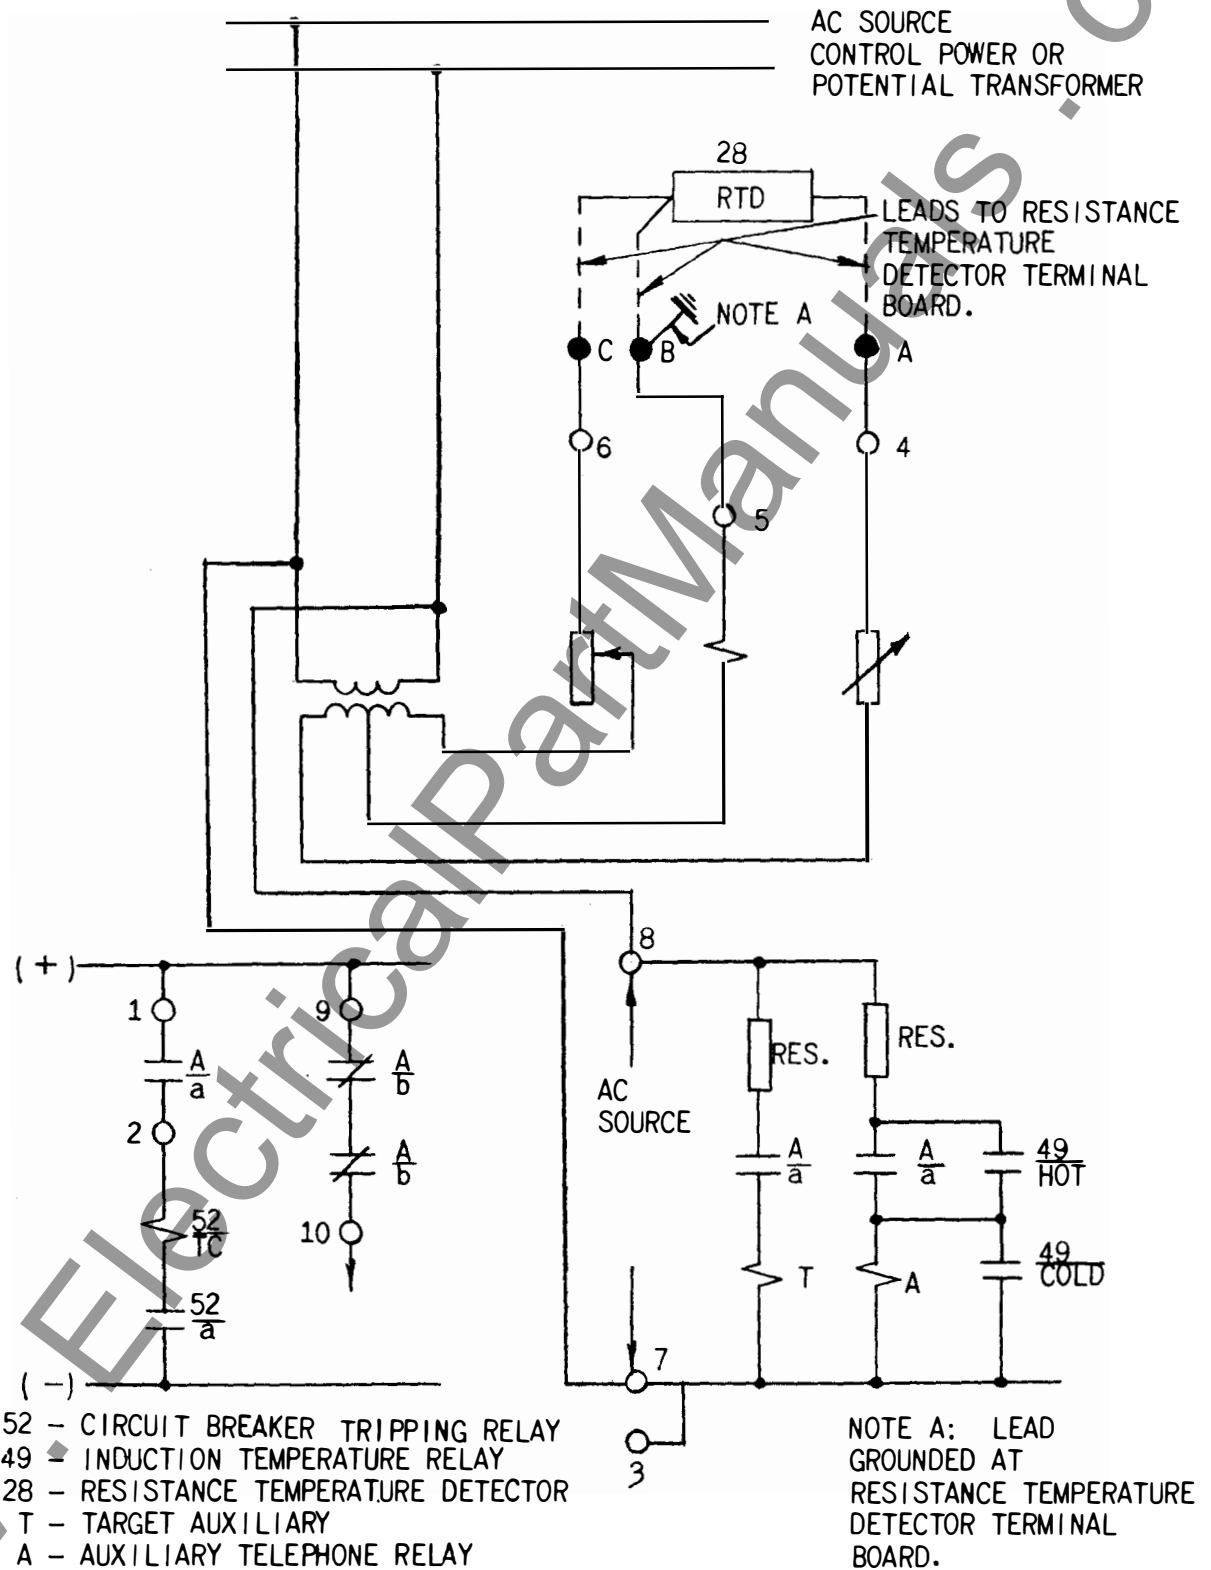 AC SOURCE
CONTROL POWER OR
POTENTIAL TRANSFORMER
28
RTD
LEADS TO RESISTANCE
TEMPERATURE
DETECTOR TERMINAL
BOARD.
NOTE A
C
B
A
6
4
5
8
(+)
1
9
A
a
A
b
RES.
RES.
AC
SOURCE
2
A
b
A
a
A
a
49
HOT
52
TC
10
49
COLD
T
A
52
a
7
(-)
3
52 - CIRCUIT BREAKER TRIPPING RELAY
49 - INDUCTION TEMPERATURE RELAY
28 - RESISTANCE TEMPERATURE DETECTOR
T - TARGET AUXILIARY
A - AUXILIARY TELEPHONE RELAY
NOTE A: LEAD
GROUNDED AT
RESISTANCE TEMPERATURE
DETECTOR TERMINAL
BOARD.
ElectricalPartManuals